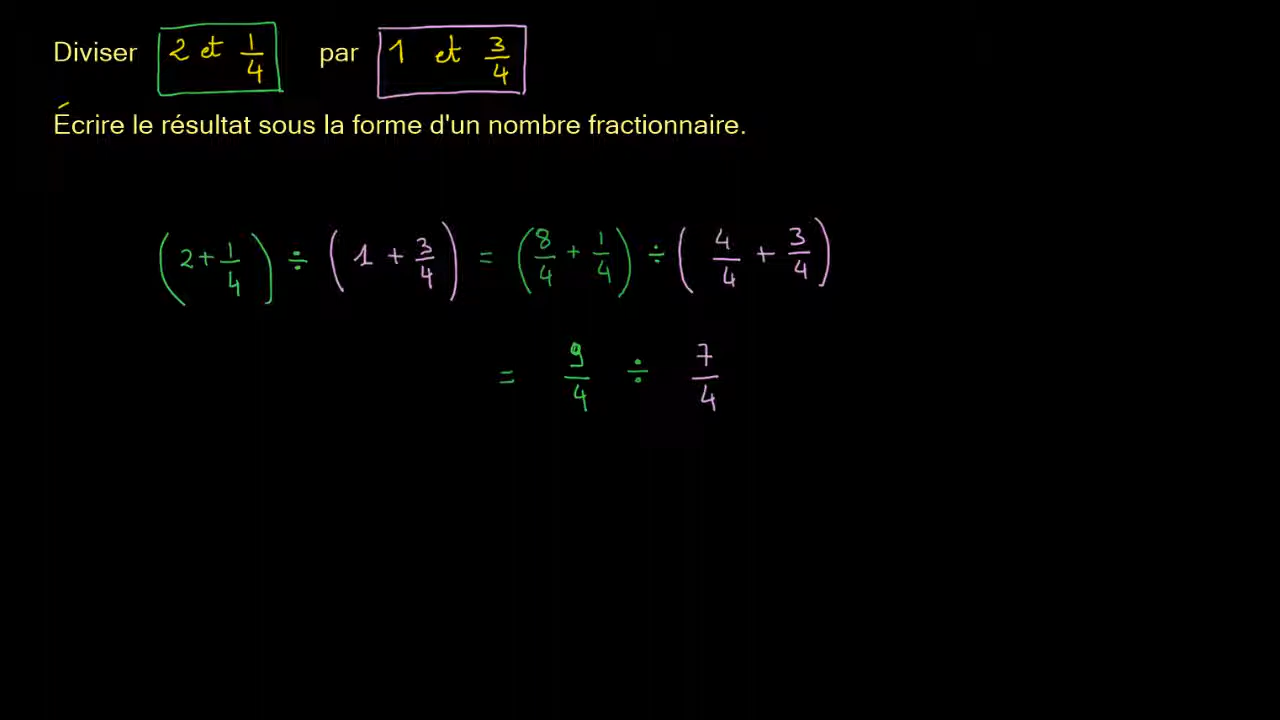 Diviser 2 et 1/4 par 1 et 3/4
Écrire le résultat sous la forme d'un nombre fractionnaire.
(2+1/4) ÷ (1+3/4) = (8/4+1/4) ÷ (4/4+3/4)
= 9/4 ÷ 7/4